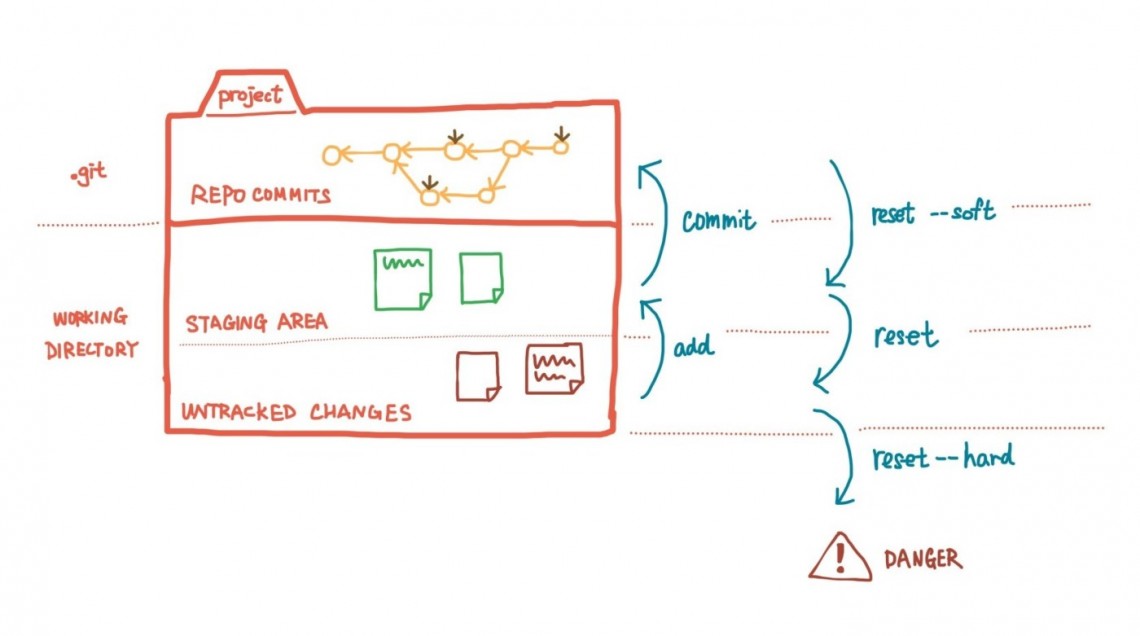 project
.git
REPO COMMITS
commit
reset --soft
WORKING
DIRECTORY
STAGING AREA
add
reset
UNTRACKED CHANGES
reset --hard
! DANGER